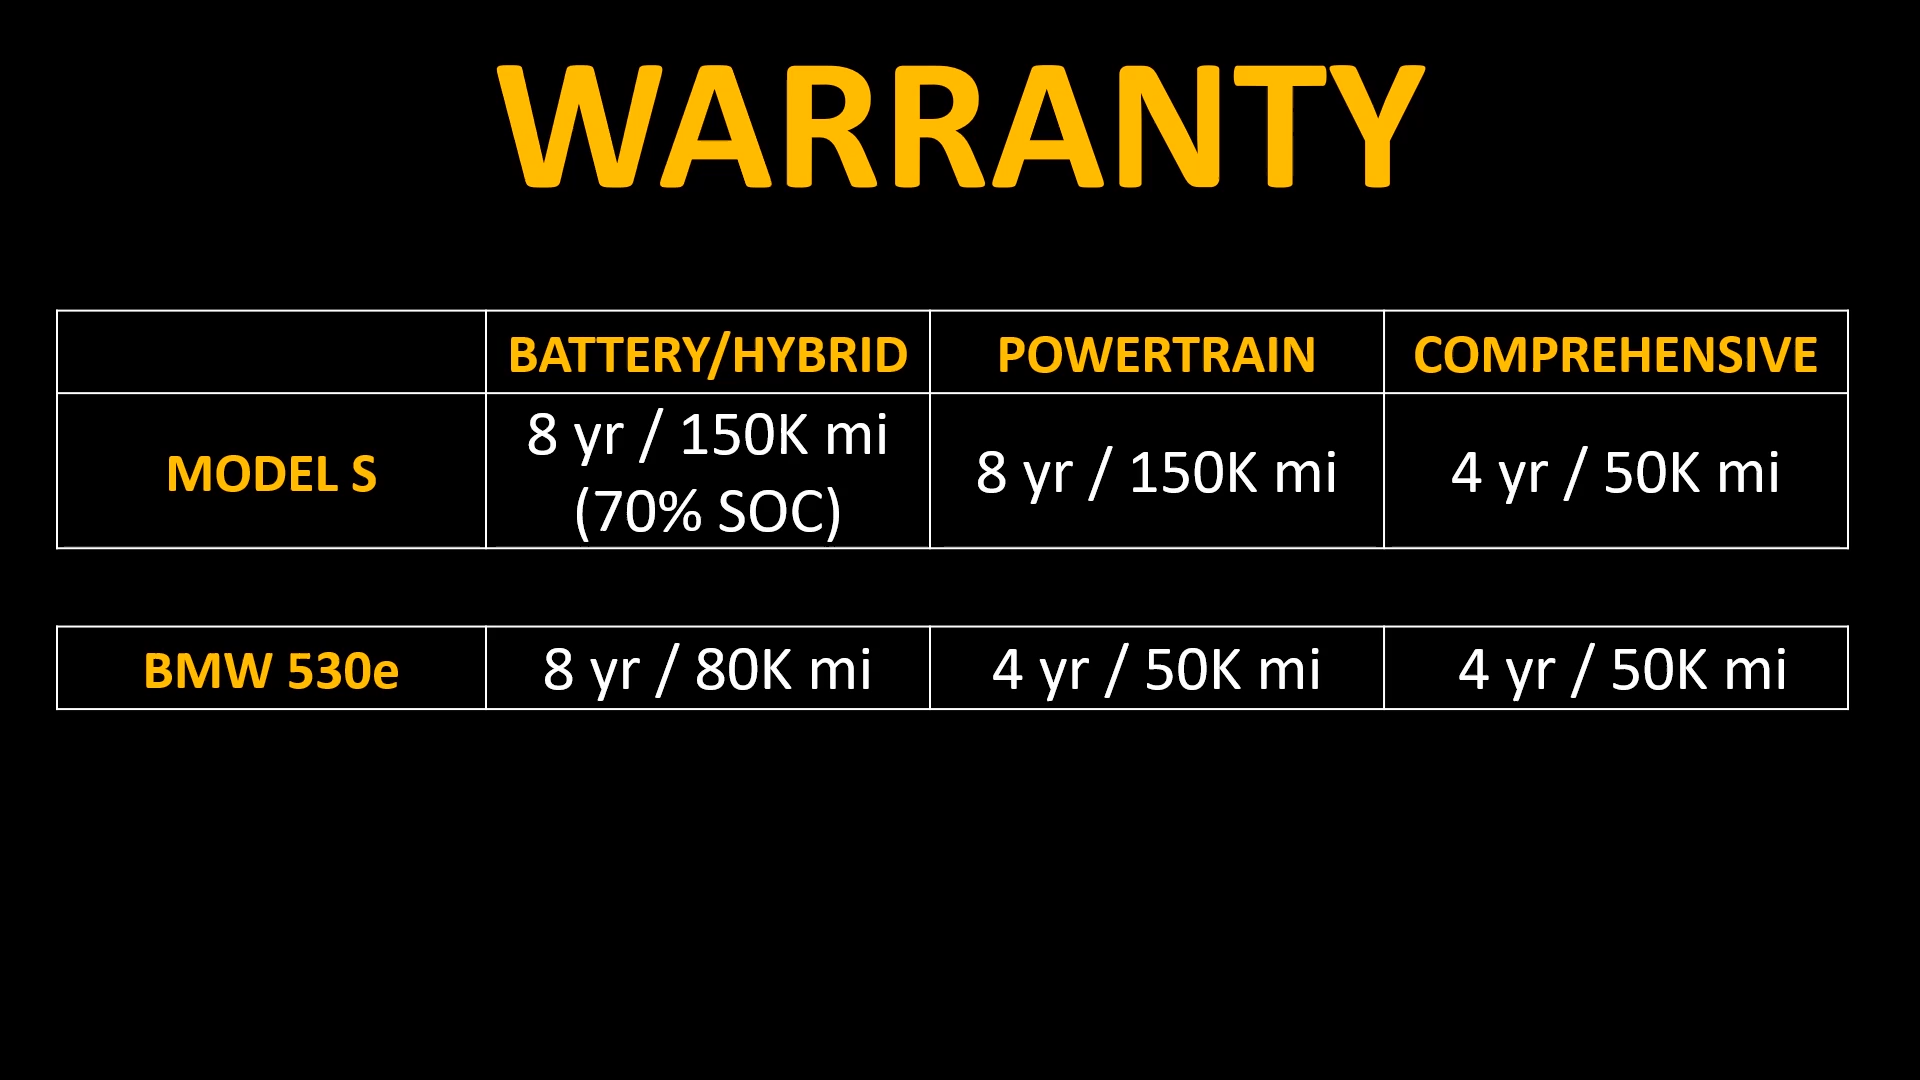 WARRANTY
BATTERY/HYBRID POWERTRAIN COMPREHENSIVE
MODEL S 8 yr / 150K mi (70% SOC) 8 yr / 150K mi 4 yr / 50K mi
BMW 530e 8 yr / 80K mi 4 yr / 50K mi 4 yr / 50K mi